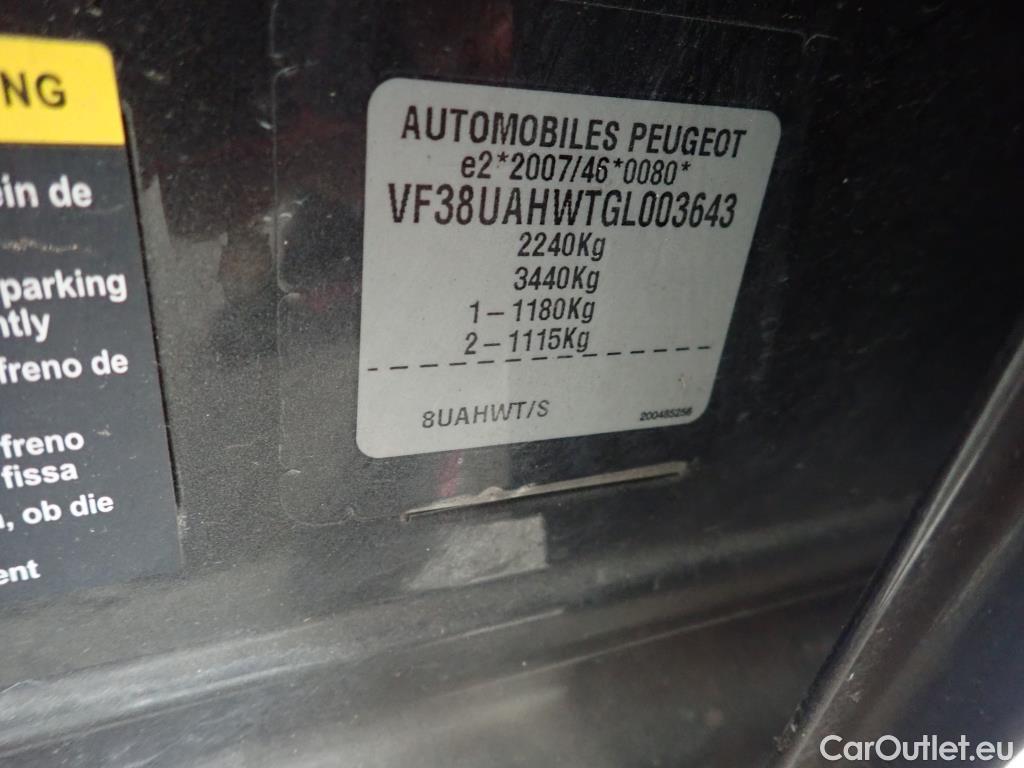 NG
ein de
parking
ntly
freno de
freno
fissa
, ob die
ent
AUTOMOBILES PEUGEOT
e2*2007/46*0080*
VF38UAHWTGL003643
2240Kg
3440Kg
1-1180Kg
2-1115Kg
8UAHWT/S
200485256
CarOutlet.eu